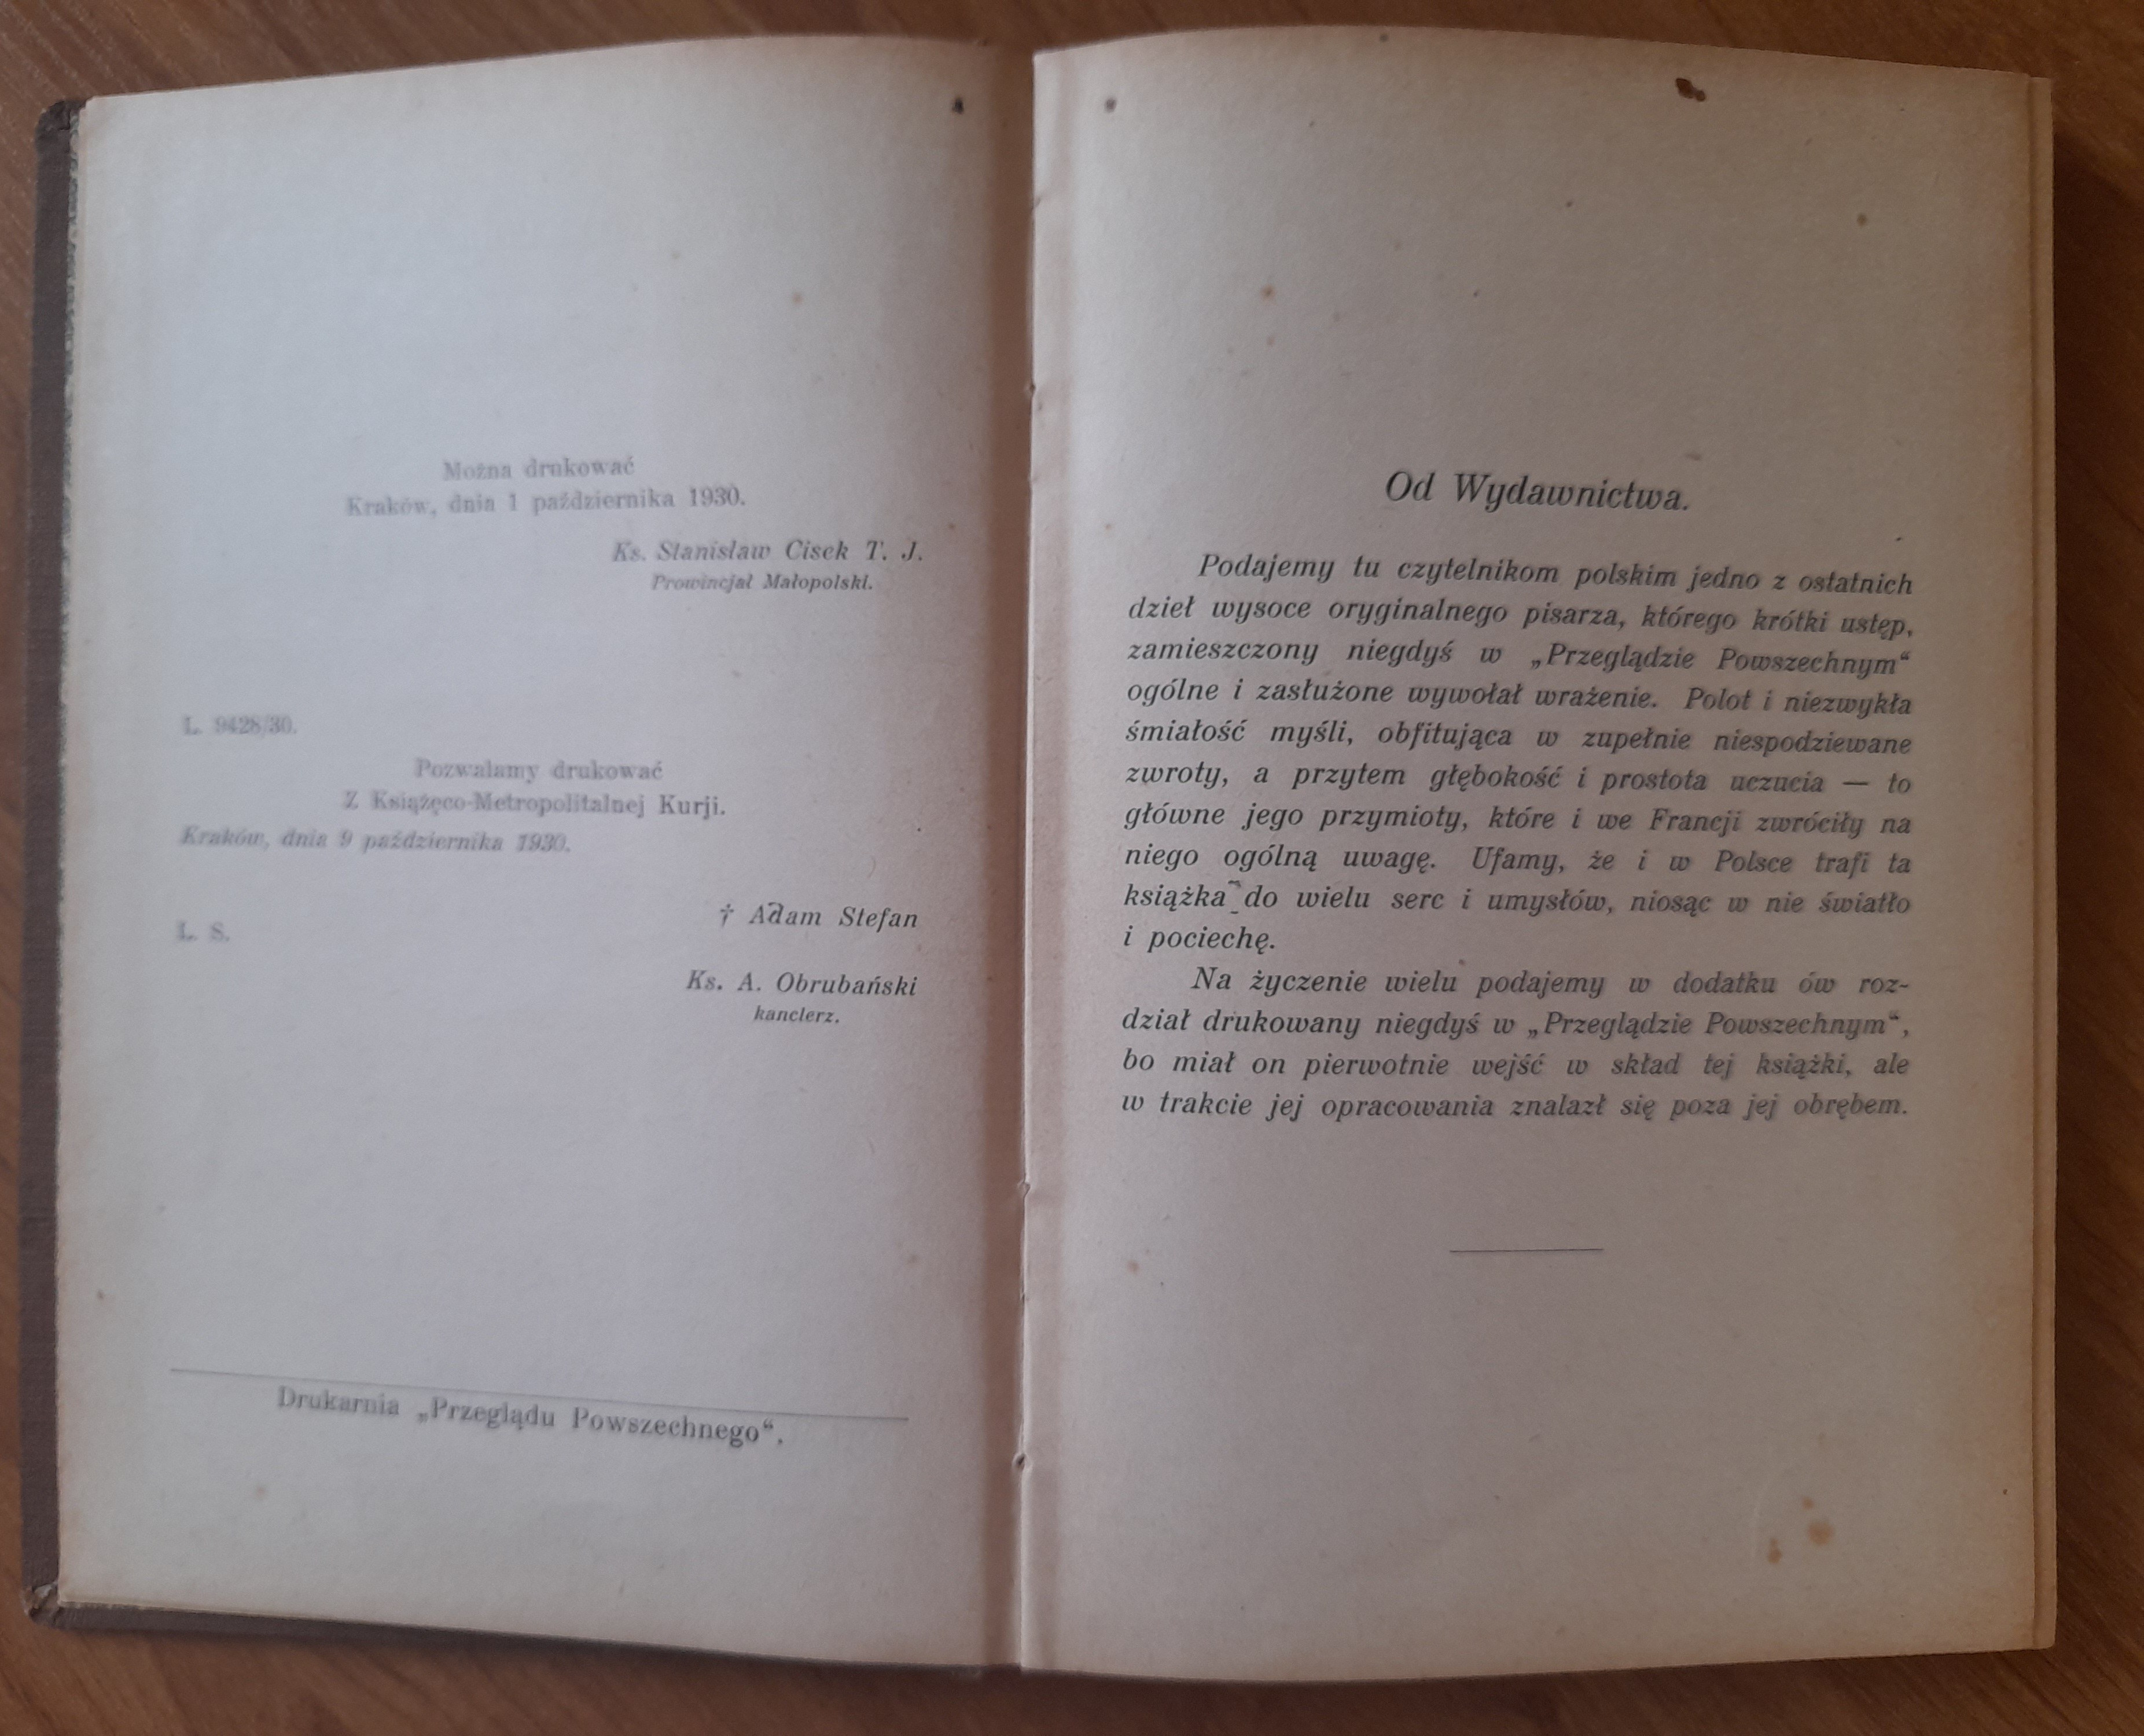 Można drukować
Kraków, dnia 1 października 1930.
Ks. Stanisław Cisek T. J.
Prowincjał Małopolski.
L. 9428/30.
Pozwalamy drukować
Z Książęco-Metropolitalnej Kurji.
Kraków, dnia 9 października 1930.
† Adam Stefan
L. S.
Ks. A. Obrubański
kanclerz.
Drukarnia „Przeglądu Powszechnego“.
Od Wydawnictwa.
Podajemy tu czytelnikom polskim jedno z ostatnich
dzieł wysoce oryginalnego pisarza, którego krótki ustęp,
zamieszczony niegdyś w „Przeglądzie Powszechnym“
ogólne i zasłużone wywołał wrażenie. Polot i niezwykła
śmiałość myśli, obfitująca w zupełnie niespodziewane
zwroty, a przytem głębokość i prostota uczucia — to
główne jego przymioty, które i we Francji zwróciły na
niego ogólną uwagę. Ufamy, że i w Polsce trafi ta
książka do wielu serc i umysłów, niosąc w nie światło
i pociechę.
Na życzenie wielu podajemy w dodatku ów roz-
dział drukowany niegdyś w „Przeglądzie Powszechnym“,
bo miał on pierwotnie wejść w skład tej książki, ale
w trakcie jej opracowania znalazł się poza jej obrębem.